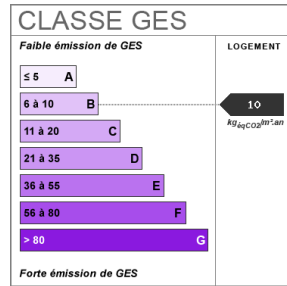 CLASSE GES
Faible émission de GES
LOGEMENT
≤ 5 A
6 à 10 B
10
kgéqCO2/m².an
11 à 20 C
21 à 35 D
36 à 55 E
56 à 80 F
> 80 G
Forte émission de GES